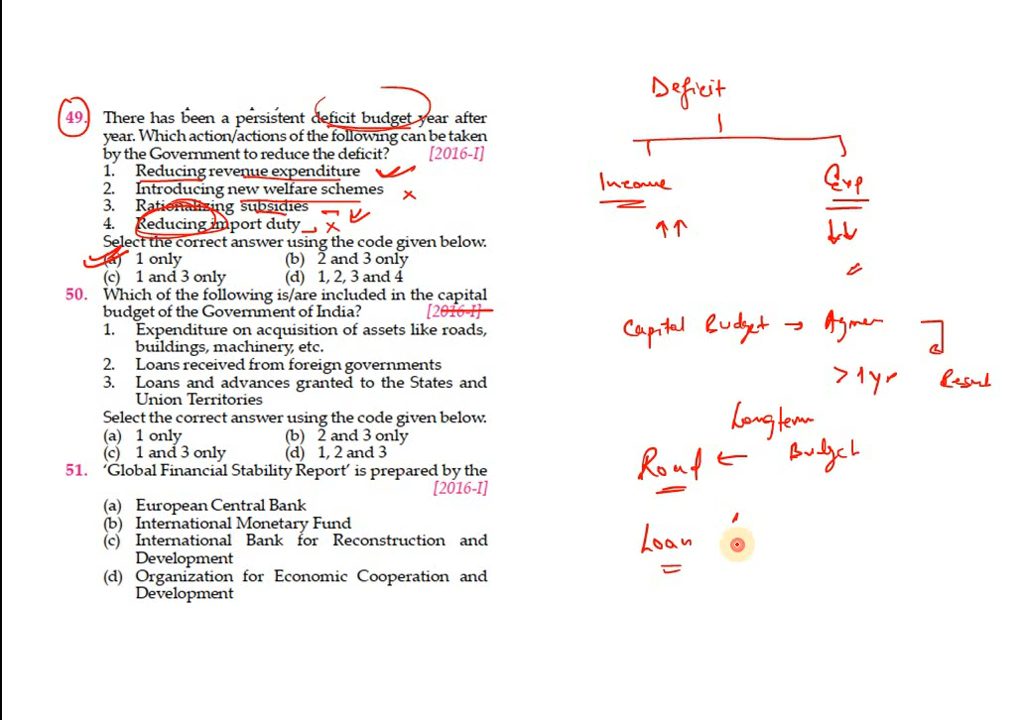 49. There has been a persistent deficit budget year after
year. Which action/actions of the following can be taken
by the Government to reduce the deficit? [2016-I]
1. Reducing revenue expenditure
2. Introducing new welfare schemes
3. Rationalizing subsidies
4. Reducing import duty
Select the correct answer using the code given below.
(a) 1 only (b) 2 and 3 only
(c) 1 and 3 only (d) 1, 2, 3 and 4
50. Which of the following is/are included in the capital
budget of the Government of India? [2016-I]
1. Expenditure on acquisition of assets like roads,
buildings, machinery, etc.
2. Loans received from foreign governments
3. Loans and advances granted to the States and
Union Territories
Select the correct answer using the code given below.
(a) 1 only (b) 2 and 3 only
(c) 1 and 3 only (d) 1, 2 and 3
51. ‘Global Financial Stability Report’ is prepared by the
[2016-I]
(a) European Central Bank
(b) International Monetary Fund
(c) International Bank for Reconstruction and
Development
(d) Organization for Economic Cooperation and
Development
Deficit
Income Exp
↑↑ ↓↓
Capital Budget →
> 1 yr
Long term
Budget
←
Loan